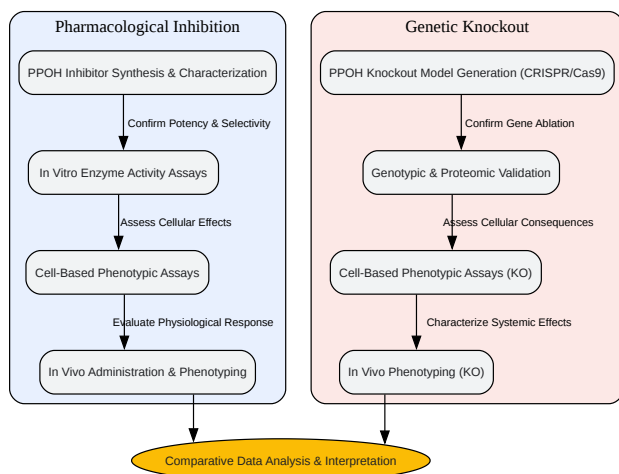 Pharmacological Inhibition
PPOH Inhibitor Synthesis & Characterization
Confirm Potency & Selectivity
In Vitro Enzyme Activity Assays
Assess Cellular Effects
Cell-Based Phenotypic Assays
Evaluate Physiological Response
In Vivo Administration & Phenotyping
Genetic Knockout
PPOH Knockout Model Generation (CRISPR/Cas9)
Confirm Gene Ablation
Genotypic & Proteomic Validation
Assess Cellular Consequences
Cell-Based Phenotypic Assays (KO)
Characterize Systemic Effects
In Vivo Phenotyping (KO)
Comparative Data Analysis & Interpretation